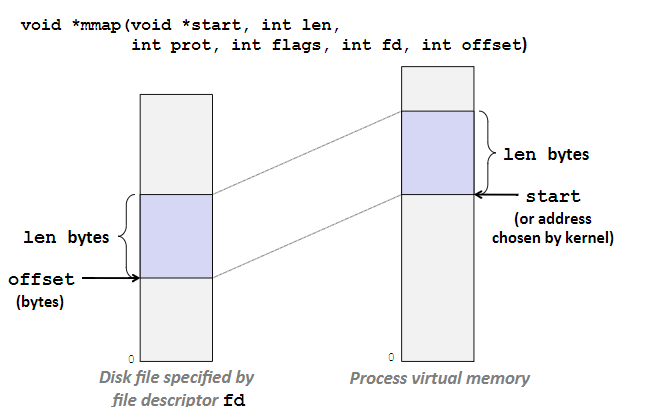 void *mmap(void *start, int len,
int prot, int flags, int fd, int offset)
len bytes
start
(or address
chosen by kernel)
len bytes
offset
(bytes)
0
0
Disk file specified by
file descriptor fd
Process virtual memory